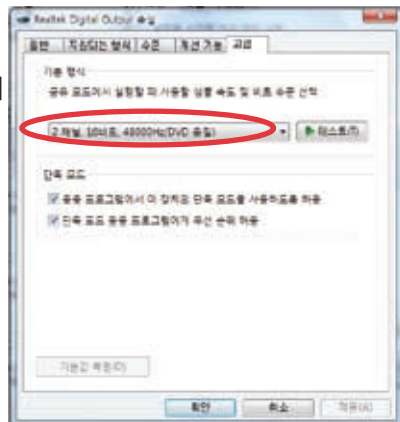 Realtek Digital Output 속성
일반 지원되는 형식 수준 개선 기능 고급
기본 형식
공유 모드에서 실행할 때 사용할 샘플 속도 및 비트 수준 선택
2 채널, 16비트, 48000Hz(DVD 음질)
테스트(T)
단독 모드
응용 프로그램에서 이 장치를 단독 모드로 사용하도록 허용
단독 모드 응용 프로그램에게 우선 순위 허용
기본값 복원(D)
확인 취소 적용(A)